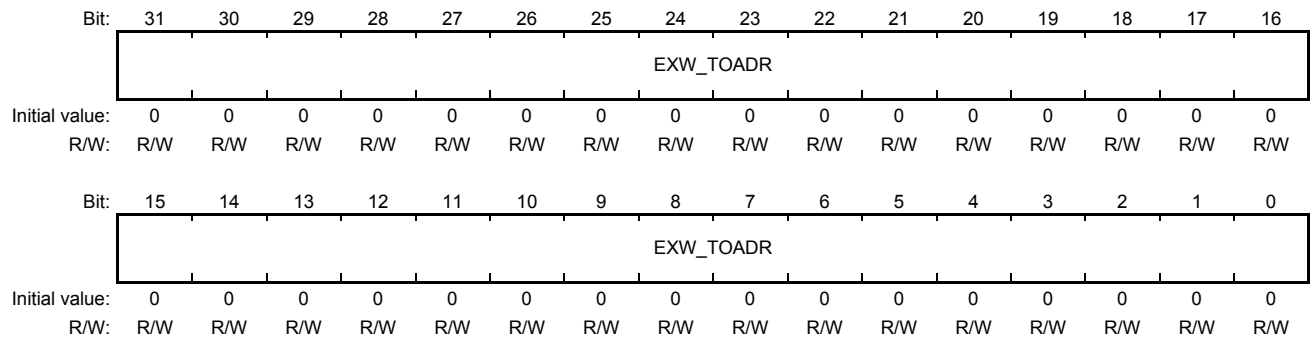 Bit: 31 30 29 28 27 26 25 24 23 22 21 20 19 18 17 16
EXW_TOADR
Initial value: 0 0 0 0 0 0 0 0 0 0 0 0 0 0 0 0
R/W: R/W R/W R/W R/W R/W R/W R/W R/W R/W R/W R/W R/W R/W R/W R/W R/W
Bit: 15 14 13 12 11 10 9 8 7 6 5 4 3 2 1 0
EXW_TOADR
Initial value: 0 0 0 0 0 0 0 0 0 0 0 0 0 0 0 0
R/W: R/W R/W R/W R/W R/W R/W R/W R/W R/W R/W R/W R/W R/W R/W R/W R/W